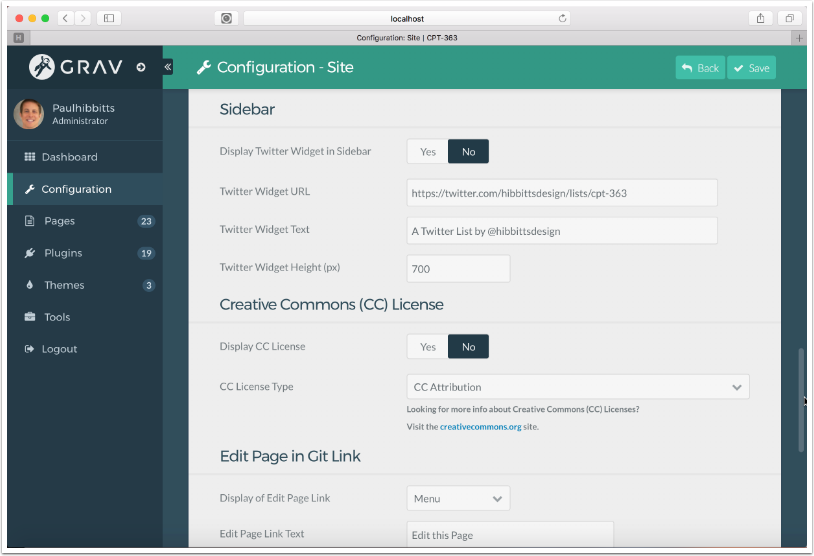 localhost
Configuration: Site | CPT-363
GRAV
Configuration - Site
Back
Save
Paulhibbitts
Administrator
Dashboard
Configuration
Pages 23
Plugins 19
Themes 3
Tools
Logout
Sidebar
Display Twitter Widget in Sidebar Yes No
Twitter Widget URL https://twitter.com/hibbittsdesign/lists/cpt-363
Twitter Widget Text A Twitter List by @hibbittsdesign
Twitter Widget Height (px) 700
Creative Commons (CC) License
Display CC License Yes No
CC License Type CC Attribution
Looking for more info about Creative Commons (CC) Licenses?
Visit the creativecommons.org site.
Edit Page in Git Link
Display of Edit Page Link Menu
Edit Page Link Text Edit this Page